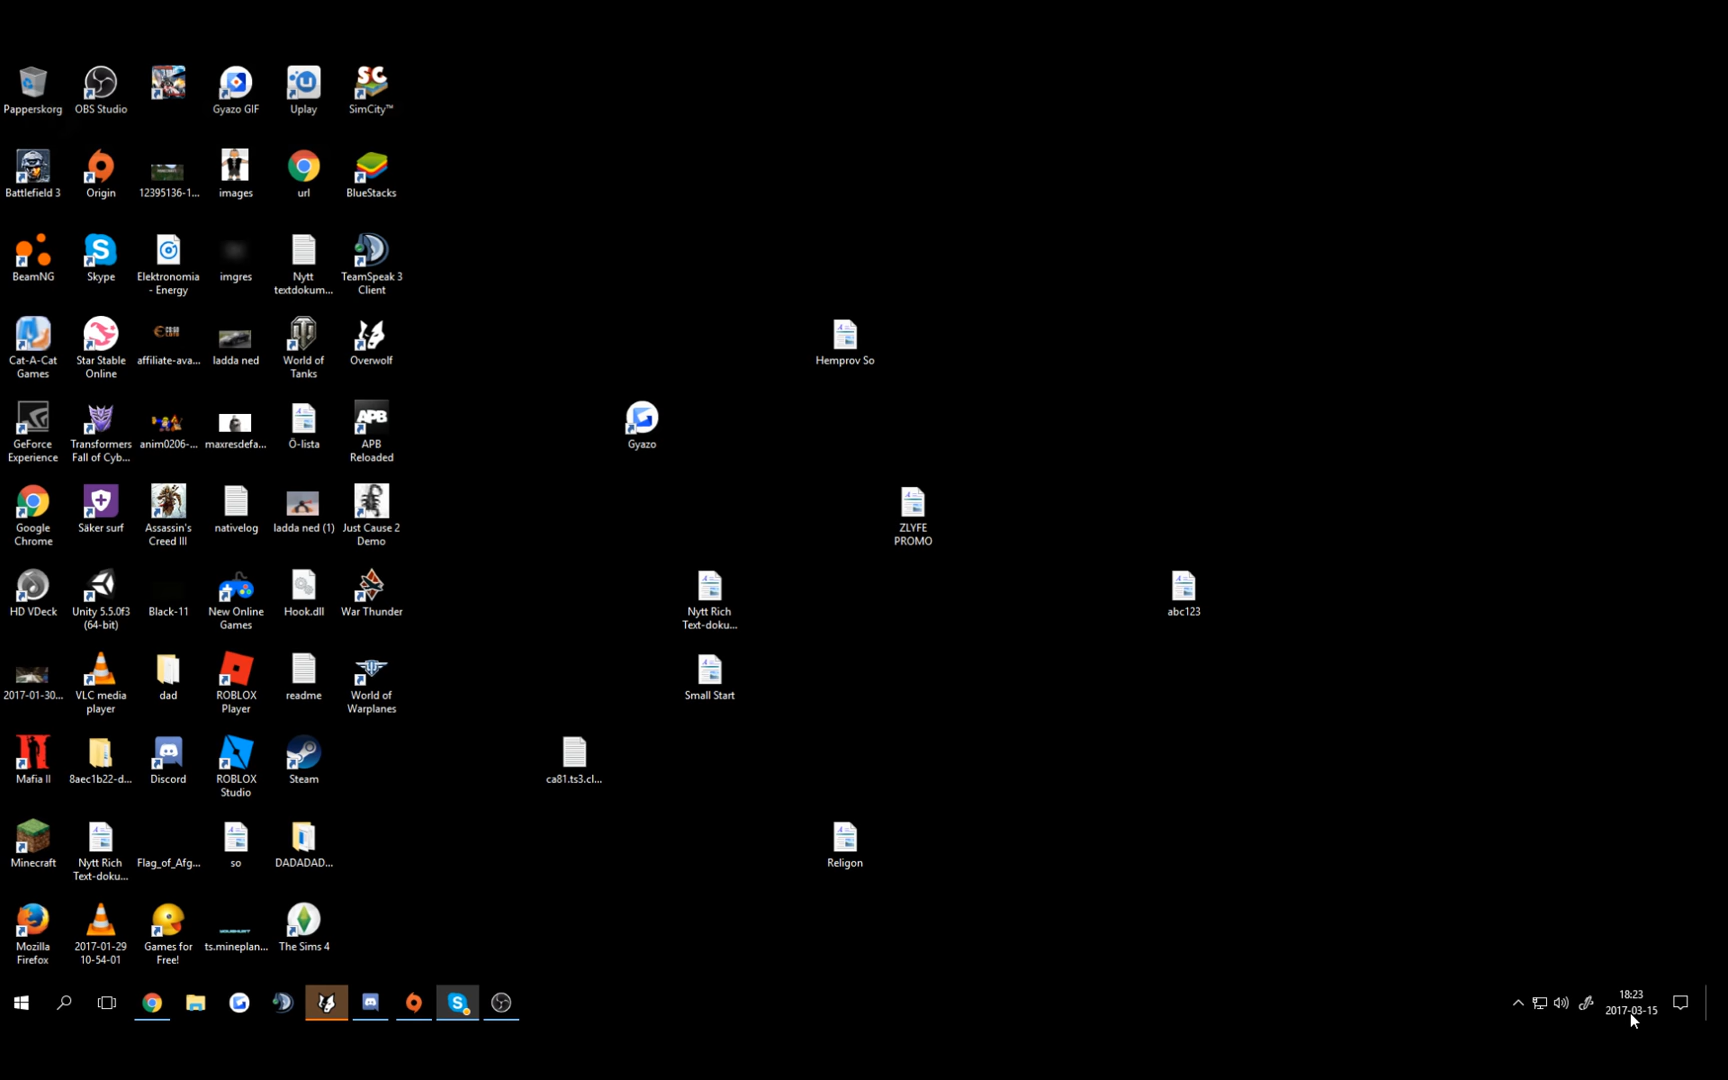 Papperskorg
OBS Studio
Gyazo GIF
Uplay
SimCity™
Battlefield 3
Origin
12395136-1...
images
url
BlueStacks
BeamNG
Skype
Elektronomia
- Energy
imgres
Nytt
textdokum...
TeamSpeak 3
Client
Cat-A-Cat
Games
Star Stable
Online
affiliate-ava...
ladda ned
World of
Tanks
Overwolf
Hemprov So
GeForce
Experience
Transformers
Fall of Cyb...
anim0206-...
maxresdefa...
Ö-lista
APB
Reloaded
Gyazo
Google
Chrome
Säker surf
Assassin's
Creed III
nativelog
ladda ned (1)
Just Cause 2
Demo
ZLYFE
PROMO
HD VDeck
Unity 5.5.0f3
(64-bit)
Black-11
New Online
Games
Hook.dll
War Thunder
Nytt Rich
Text-doku...
abc123
2017-01-30...
VLC media
player
dad
ROBLOX
Player
readme
World of
Warplanes
Small Start
Mafia II
8aec1b22-d...
Discord
ROBLOX
Studio
Steam
ca81.ts3.cl...
Minecraft
Nytt Rich
Text-doku...
Flag_of_Afg...
so
DADADAD...
Religon
Mozilla
Firefox
2017-01-29
10-54-01
Games for
Free!
ts.mineplan...
The Sims 4
18:23
2017-03-15